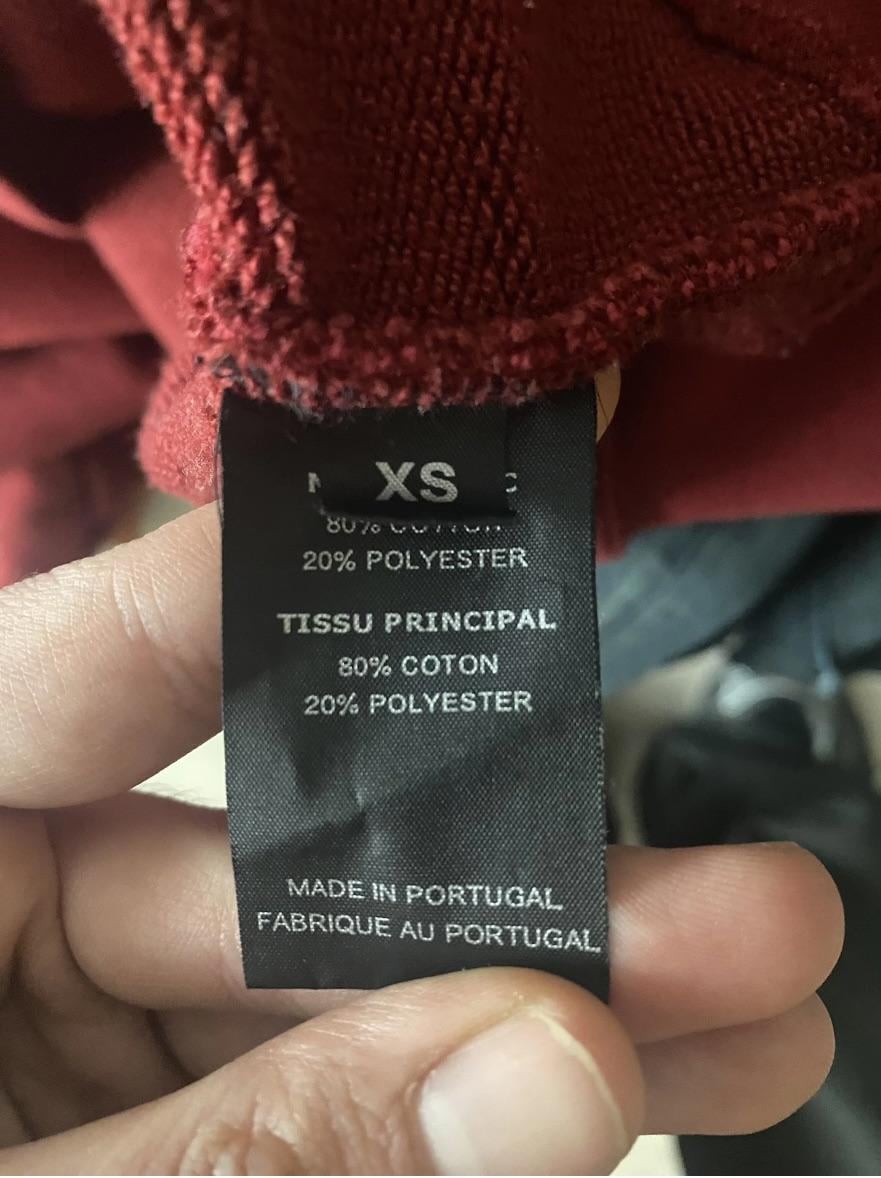 XS
80%
20% POLYESTER
TISSU PRINCIPAL
80% COTON
20% POLYESTER
MADE IN PORTUGAL
FABRIQUE AU PORTUGAL